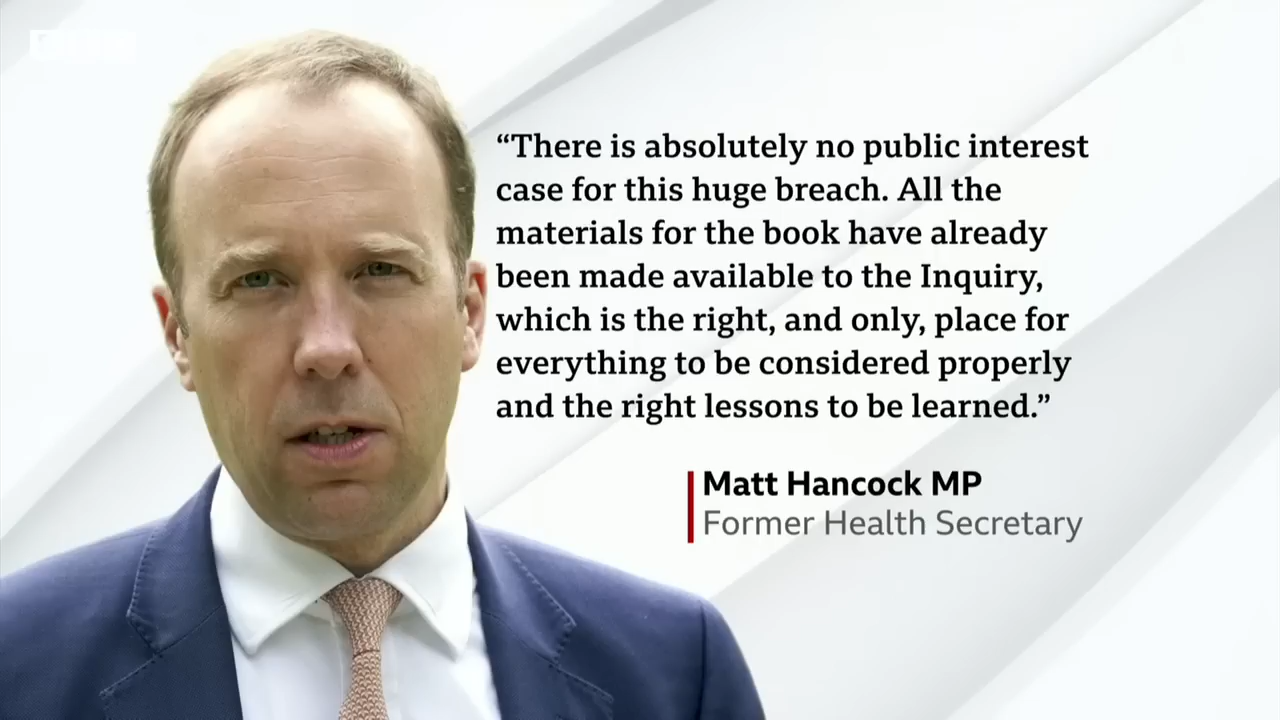 “There is absolutely no public interest
case for this huge breach. All the
materials for the book have already
been made available to the Inquiry,
which is the right, and only, place for
everything to be considered properly
and the right lessons to be learned.”
Matt Hancock MP
Former Health Secretary